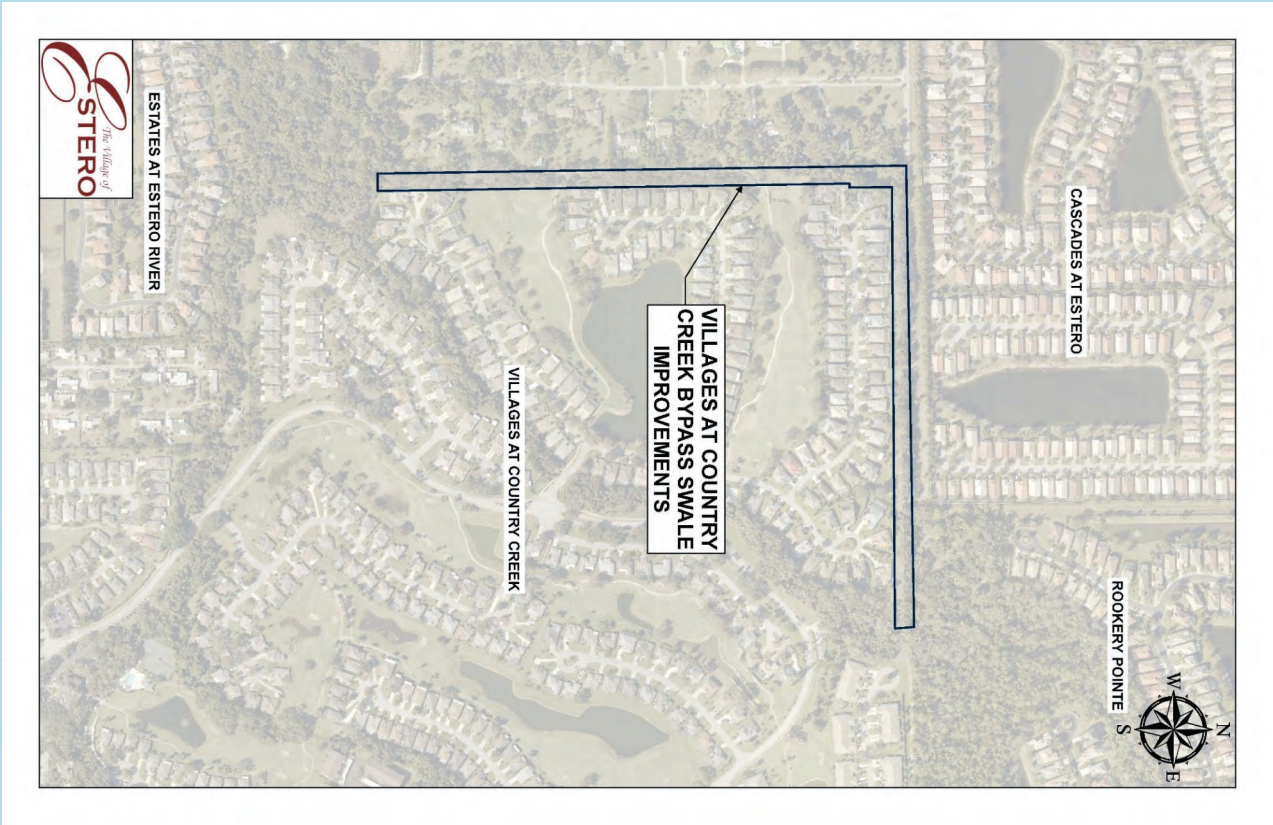 N
W E
S
ROOKERY POINTE
CASCADES AT ESTERO
VILLAGES AT COUNTRY
CREEK BYPASS SWALE
IMPROVEMENTS
VILLAGES AT COUNTRY CREEK
ESTATES AT ESTERO RIVER
The Village of
ESTERO